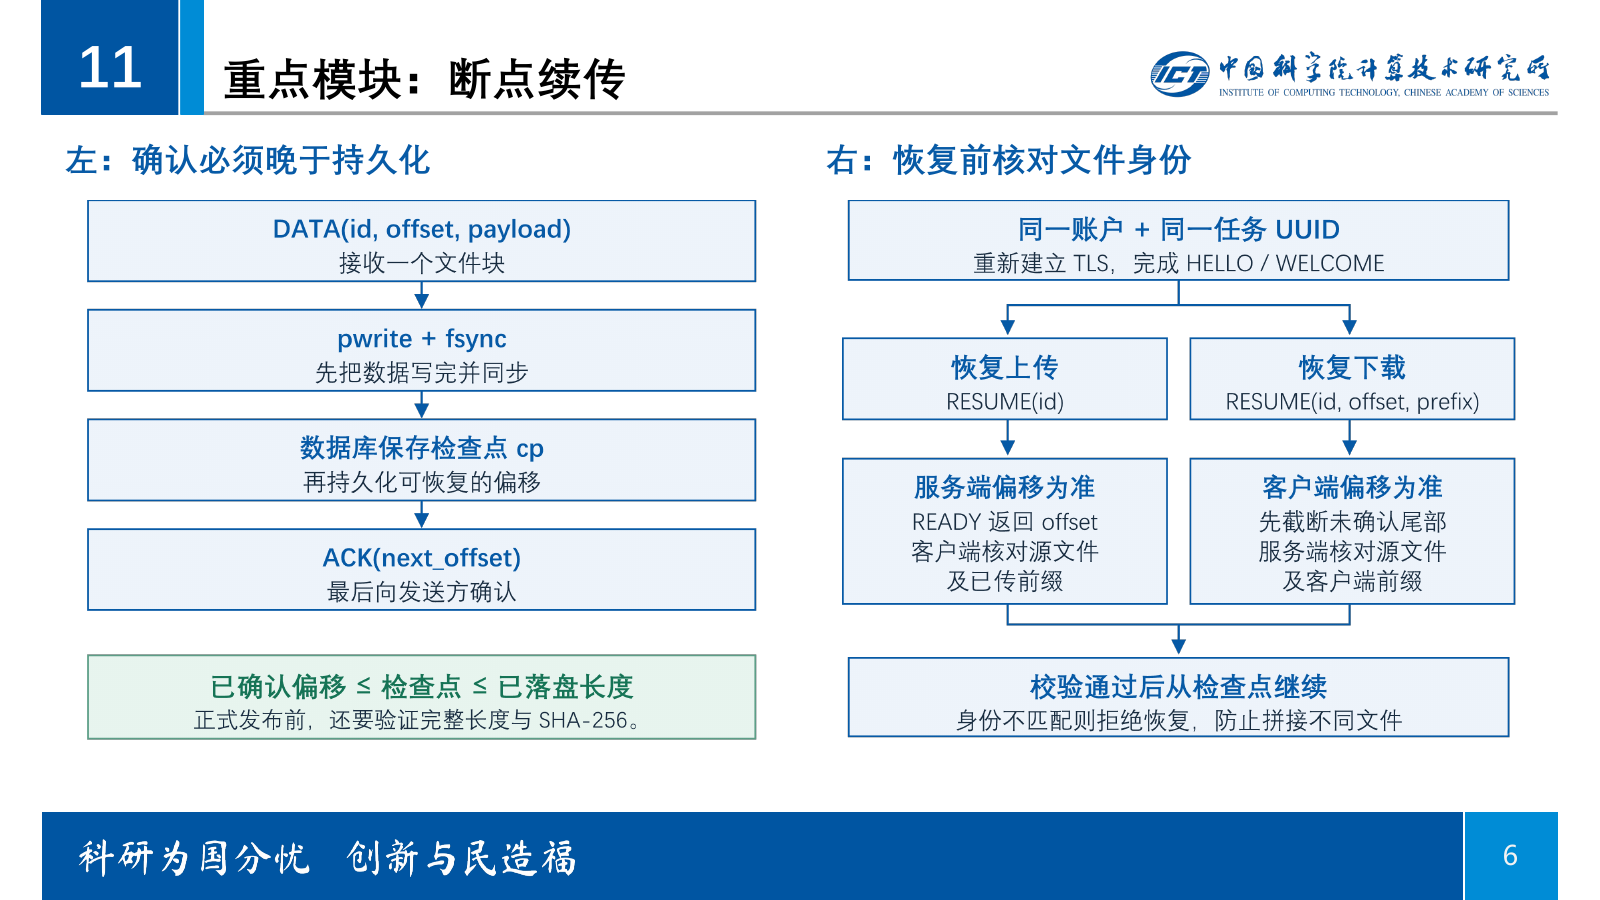 11
重点模块：断点续传
ICT
中国科学院计算技术研究所
INSTITUTE OF COMPUTING TECHNOLOGY, CHINESE ACADEMY OF SCIENCES
左：确认必须晚于持久化
DATA(id, offset, payload)
接收一个文件块
pwrite + fsync
先把数据写完并同步
数据库保存检查点 cp
再持久化可恢复的偏移
ACK(next_offset)
最后向发送方确认
已确认偏移 ≤ 检查点 ≤ 已落盘长度
正式发布前，还要验证完整长度与 SHA-256。
右：恢复前核对文件身份
同一账户 + 同一任务 UUID
重新建立 TLS，完成 HELLO / WELCOME
恢复上传
RESUME(id)
恢复下载
RESUME(id, offset, prefix)
服务端偏移为准
READY 返回 offset
客户端核对源文件
及已传前缀
客户端偏移为准
先截断未确认尾部
服务端核对源文件
及客户端前缀
校验通过后从检查点继续
身份不匹配则拒绝恢复，防止拼接不同文件
科研为国分忧 创新与民造福
6